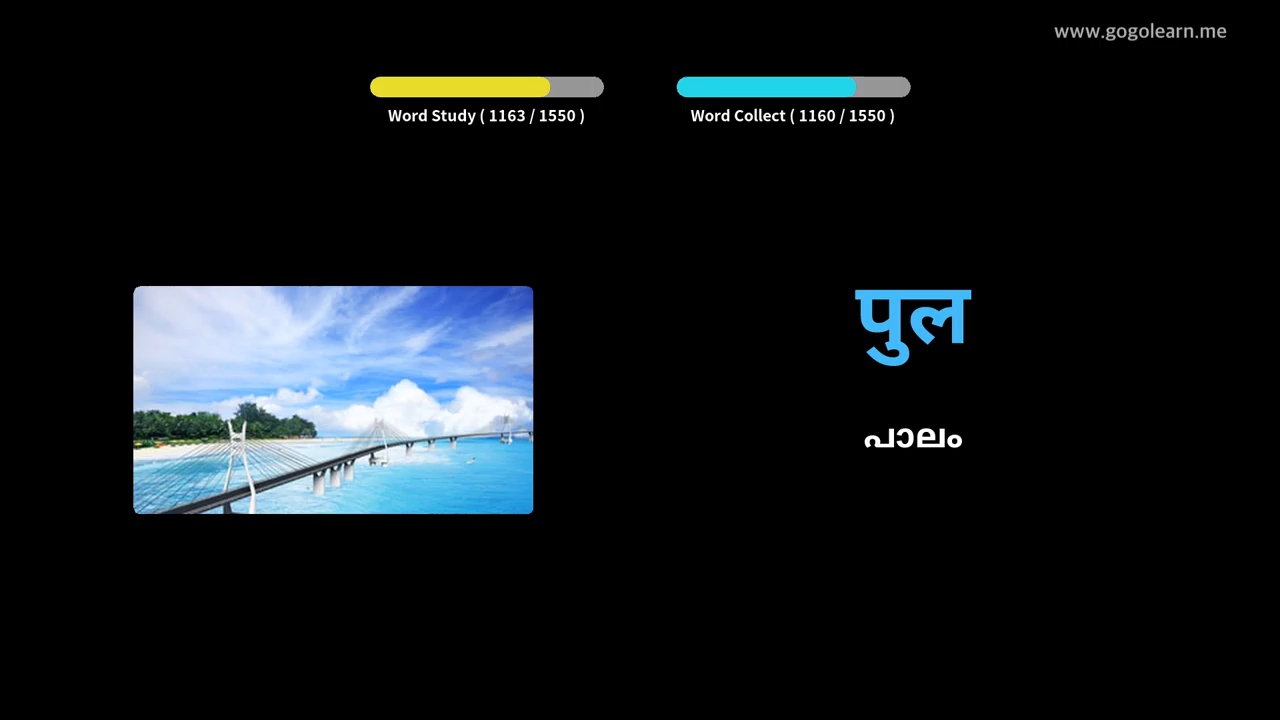 www.gogolearn.me
Word Study ( 1163 / 1550 )
Word Collect ( 1160 / 1550 )
पुल
പാലം